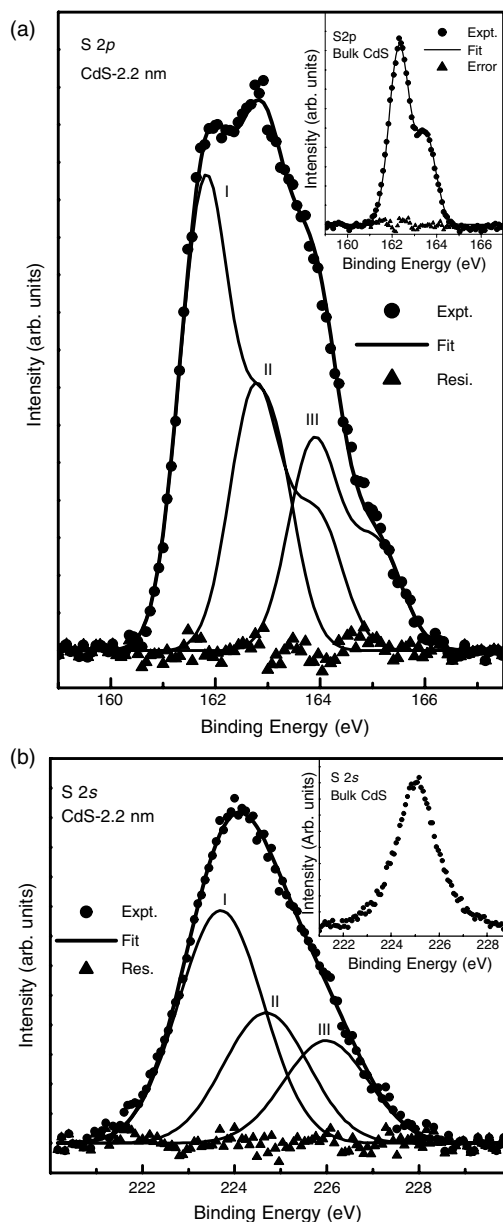 (a)
S 2p
CdS-2.2 nm
S2p
Bulk CdS
Expt.
Fit
Error
Intensity (arb. units)
160 162 164 166
Binding Energy (eV)
I
II
III
Expt.
Fit
Resi.
Intensity (arb. units)
160 162 164 166
Binding Energy (eV)
(b)
S 2s
CdS-2.2 nm
S 2s
Bulk CdS
Intensity (Arb. units)
222 224 226 228
Binding Energy (eV)
Expt.
Fit
Res.
I
II
III
Intensity (arb. units)
222 224 226 228
Binding Energy (eV)